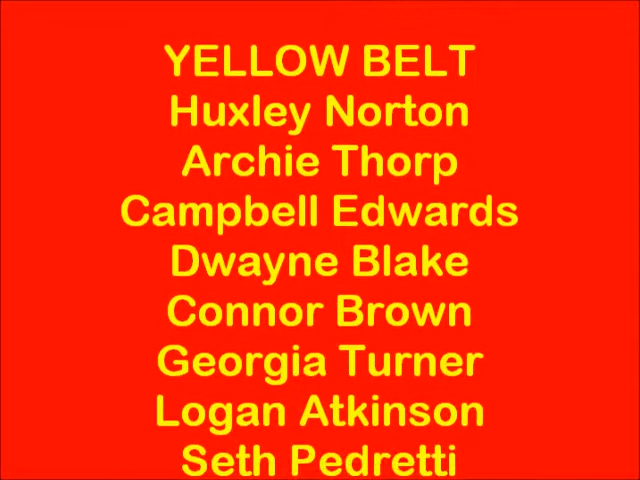 YELLOW BELT
Huxley Norton
Archie Thorp
Campbell Edwards
Dwayne Blake
Connor Brown
Georgia Turner
Logan Atkinson
Seth Pedretti